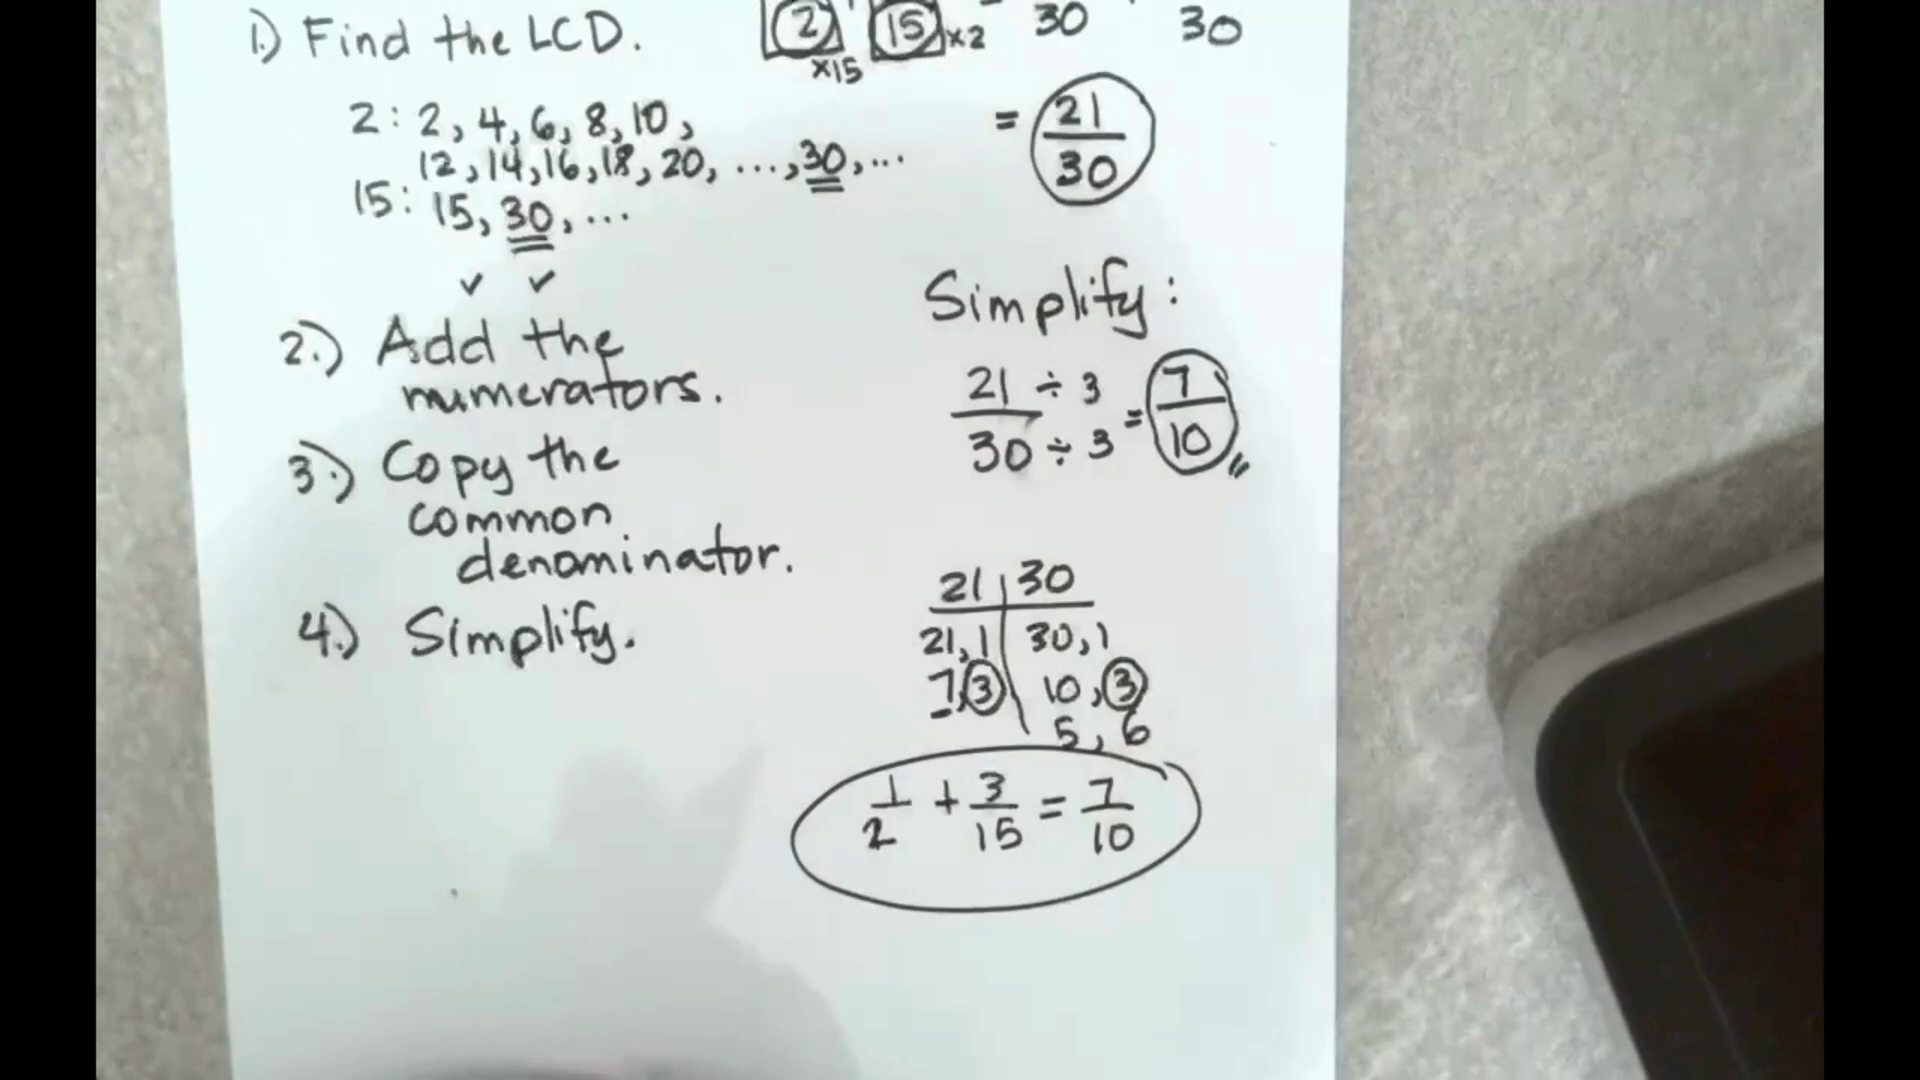 1.) Find the LCD.
2 15 x2 30 30
x15
2: 2, 4, 6, 8, 10,
12, 14, 16, 18, 20, ..., 30, ...
15: 15, 30, ...
✓ ✓
2.) Add the
numerators.
3.) Copy the
common
denominator.
4.) Simplify.
= 21/30
Simplify:
21 ÷ 3 / 30 ÷ 3 = 7/10
21 | 30
21, 1 | 30, 1
7, 3 | 10, 3
5, 6
1/2 + 3/15 = 7/10